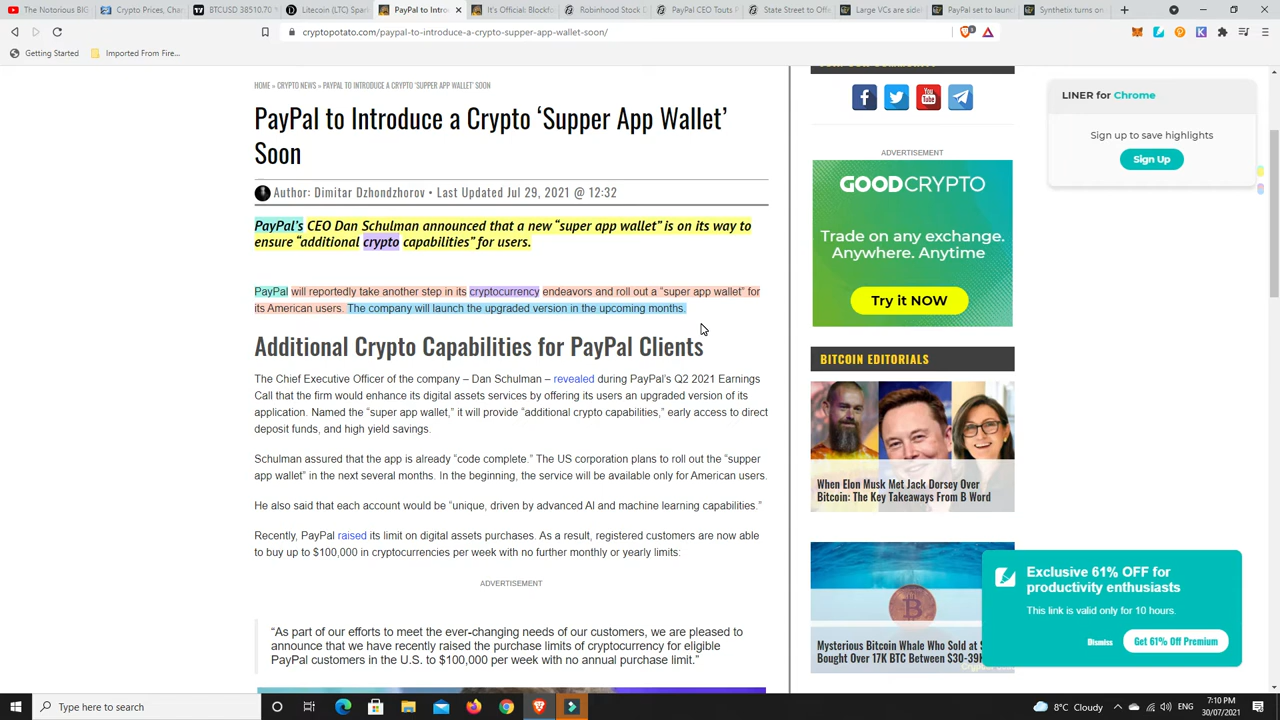 The Notorious BIG
Crypto Prices, Char
BTCUSD 38510.70
Litecoin (LTC) Spar
PayPal to Intro
It's Official: Blockf
Robinhood Stock D
PayPal CEO Touts P
State Street to Off
Large VCs are side
PayPal set to launc
Synthetix turns on
cryptopotato.com/paypal-to-introduce-a-crypto-supper-app-wallet-soon/
Getting Started
Imported From Fire...
HOME » CRYPTO NEWS » PAYPAL TO INTRODUCE A CRYPTO 'SUPPER APP WALLET' SOON
PayPal to Introduce a Crypto ‘Supper App Wallet’
Soon
Author: Dimitar Dzhondzhorov • Last Updated Jul 29, 2021 @ 12:32
PayPal’s CEO Dan Schulman announced that a new “super app wallet” is on its way to
ensure “additional crypto capabilities” for users.
PayPal will reportedly take another step in its cryptocurrency endeavors and roll out a “super app wallet” for
its American users. The company will launch the upgraded version in the upcoming months.
Additional Crypto Capabilities for PayPal Clients
The Chief Executive Officer of the company – Dan Schulman – revealed during PayPal’s Q2 2021 Earnings
Call that the firm would enhance its digital assets services by offering its users an upgraded version of its
application. Named the “super app wallet,” it will provide “additional crypto capabilities,” early access to direct
deposit funds, and high yield savings.
Schulman assured that the app is already “code complete.” The US corporation plans to roll out the “supper
app wallet” in the next several months. In the beginning, the service will be available only for American users.
He also said that each account would be “unique, driven by advanced AI and machine learning capabilities.”
Recently, PayPal raised its limit on digital assets purchases. As a result, registered customers are now able
to buy up to $100,000 in cryptocurrencies per week with no further monthly or yearly limits:
ADVERTISEMENT
“As part of our efforts to meet the ever-changing needs of our customers, we are pleased to
announce that we have recently raised the purchase limits of cryptocurrency for eligible
PayPal customers in the U.S. to $100,000 per week with no annual purchase limit.”
You
Tube
ADVERTISEMENT
GOODCRYPTO
Trade on any exchange.
Anywhere. Anytime
Try it NOW
BITCOIN EDITORIALS
When Elon Musk Met Jack Dorsey Over
Bitcoin: The Key Takeaways From B Word
Mysterious Bitcoin Whale Who Sold at
Bought Over 17K BTC Between $30-39K
LINER for Chrome
Sign up to save highlights
Sign Up
Exclusive 61% OFF for
productivity enthusiasts
This link is valid only for 10 hours.
Dismiss
Get 61% Off Premium
Type here to search
8°C Cloudy
7:10 PM
30/07/2021